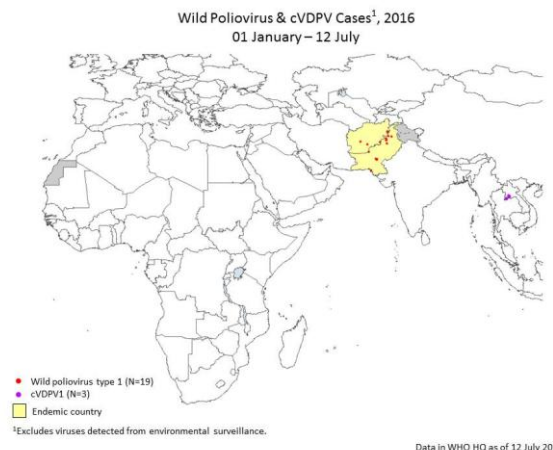 Wild Poliovirus & cVDPV Cases¹, 2016
01 January – 12 July
Wild poliovirus type 1 (N=19)
cVDPV1 (N=3)
Endemic country
¹Excludes viruses detected from environmental surveillance.
Data in WHO HQ as of 12 July 20